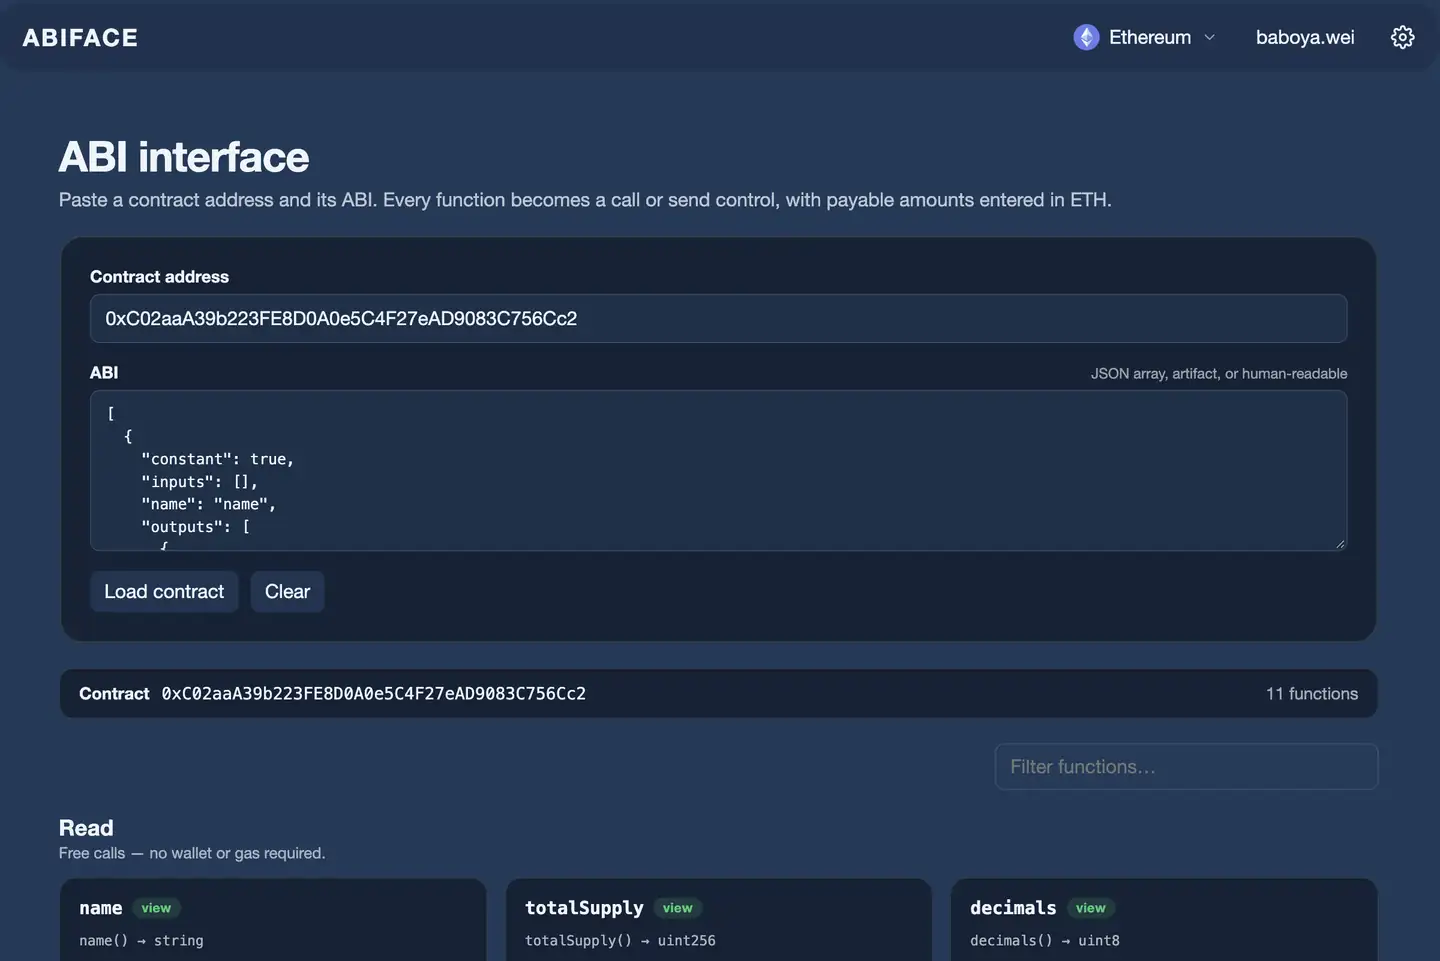 ABIFACE
Ethereum
baboya.wei
ABI interface
Paste a contract address and its ABI. Every function becomes a call or send control, with payable amounts entered in ETH.
Contract address
0xC02aaA39b223FE8D0A0e5C4F27eAD9083C756Cc2
ABI
JSON array, artifact, or human-readable
[
  {
    "constant": true,
    "inputs": [],
    "name": "name",
    "outputs": [
      {
Load contract
Clear
Contract 0xC02aaA39b223FE8D0A0e5C4F27eAD9083C756Cc2
11 functions
Filter functions…
Read
Free calls — no wallet or gas required.
name view
name() → string
totalSupply view
totalSupply() → uint256
decimals view
decimals() → uint8